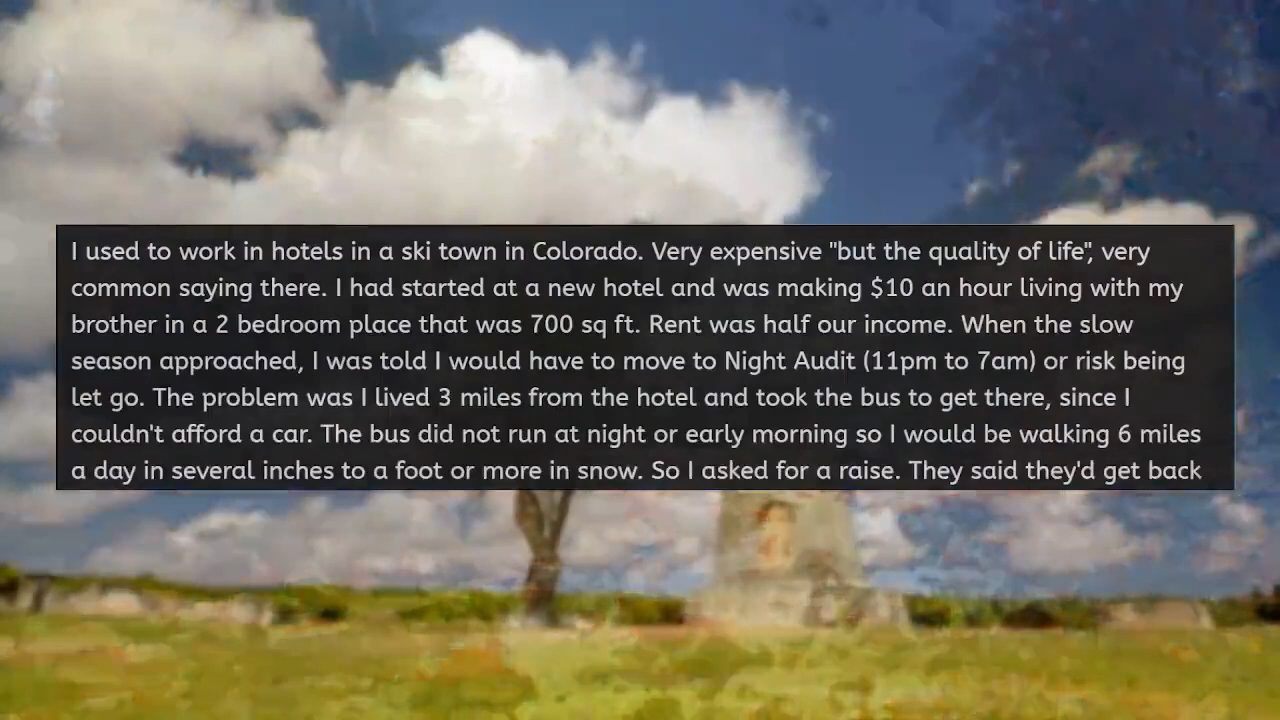 I used to work in hotels in a ski town in Colorado. Very expensive "but the quality of life", very
common saying there. I had started at a new hotel and was making $10 an hour living with my
brother in a 2 bedroom place that was 700 sq ft. Rent was half our income. When the slow
season approached, I was told I would have to move to Night Audit (11pm to 7am) or risk being
let go. The problem was I lived 3 miles from the hotel and took the bus to get there, since I
couldn't afford a car. The bus did not run at night or early morning so I would be walking 6 miles
a day in several inches to a foot or more in snow. So I asked for a raise. They said they'd get back